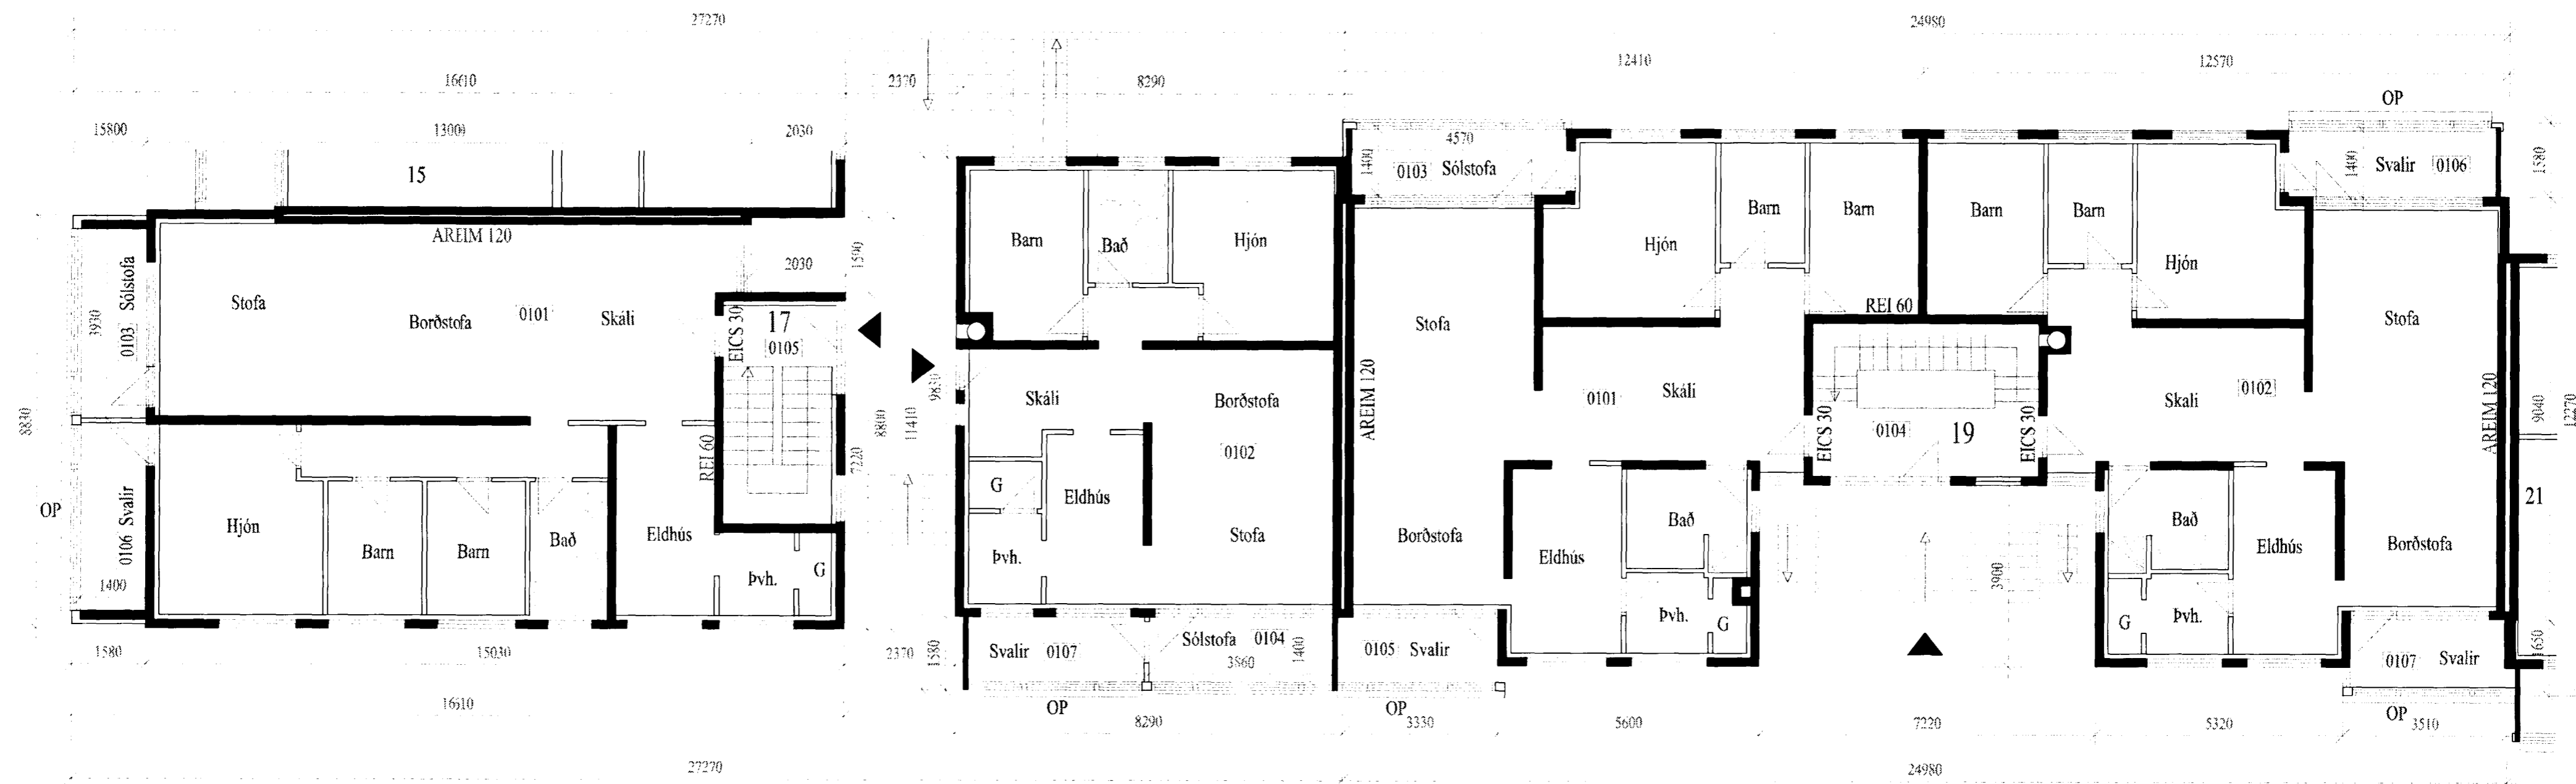 27270
24980
16610
2370
8290
12410
12570
OP
15800
13000
2030
4570
1400
0103 Sólstofa
1400
Svalir 0106
1580
15
AREIM 120
2030
1590
Barn
Bað
Hjón
Hjón
Barn
Barn
Barn
Barn
Hjón
3930
0103 Sólstofa
Stofa
Borðstofa
0101
Skáli
EICS 30
17
0105
REI 60
Stofa
Stofa
8830
8800
11410
9830
Skáli
Borðstofa
0102
AREIM 120
0101
Skáli
EICS 30
0104
19
EICS 30
Skali
0102
AREIM 120
9040
12270
REI 60
7220
OP
0106 Svalir
1400
Hjón
Barn
Barn
Bað
Eldhús
Þvh.
G
G
Eldhús
Þvh.
Stofa
Borðstofa
Eldhús
Bað
Þvh.
G
3900
Bað
Eldhús
Borðstofa
G
Þvh.
21
1580
15030
2370
1580
Svalir 0107
Sólstofa 0104
3860
1400
0105 Svalir
0107 Svalir
1650
16610
OP
8290
OP
3330
5600
7220
5320
OP
3510
27270
24980